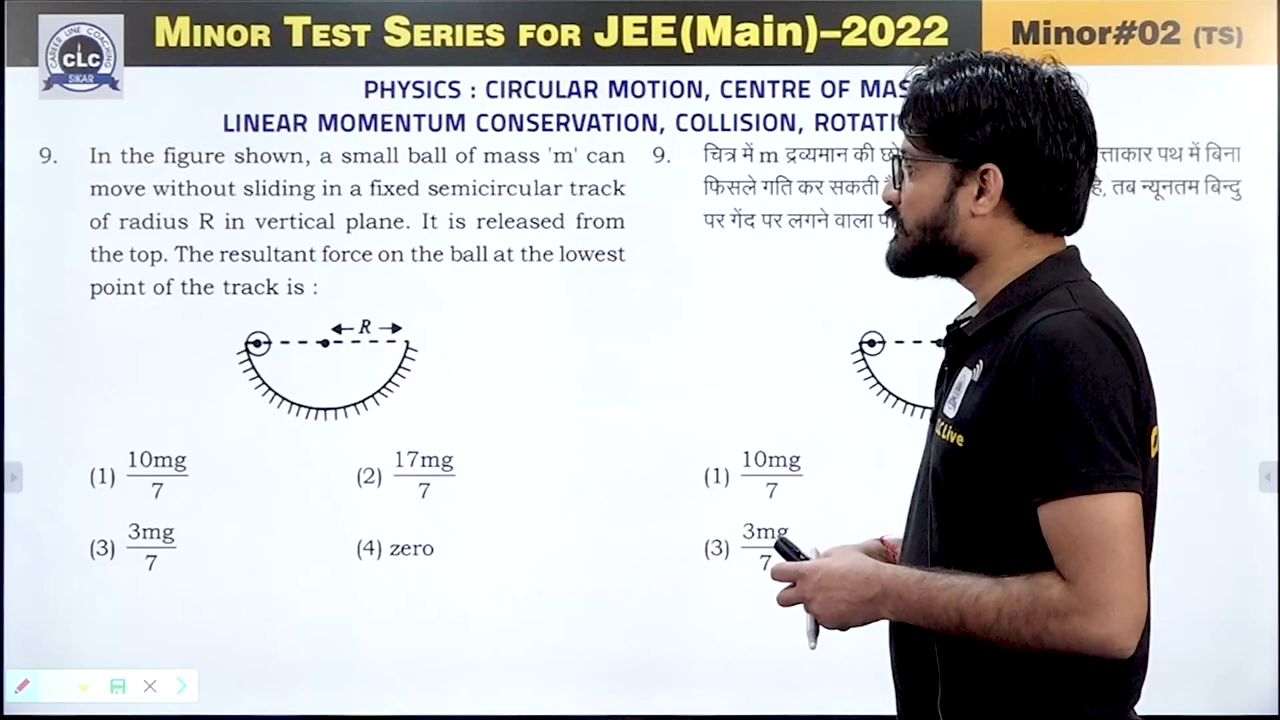 CAREER LINE COACHING
CLC
SIKAR
MINOR TEST SERIES FOR JEE(Main)–2022
Minor#02 (TS)
PHYSICS : CIRCULAR MOTION, CENTRE OF
LINEAR MOMENTUM CONSERVATION, COLLISION,
9. In the figure shown, a small ball of mass 'm' can
move without sliding in a fixed semicircular track
of radius R in vertical plane. It is released from
the top. The resultant force on the ball at the lowest
point of the track is :
R
(1) 10mg/7 (2) 17mg/7
(3) 3mg/7 (4) zero
9. चित्र में m द्रव्यमान की त्ताकार पथ में बिना
फिसले गति कर सकती है, तब न्यूनतम बिन्दु
पर गेंद पर लगने वाला
(1) 10mg/7
(3) 3mg/7
Live